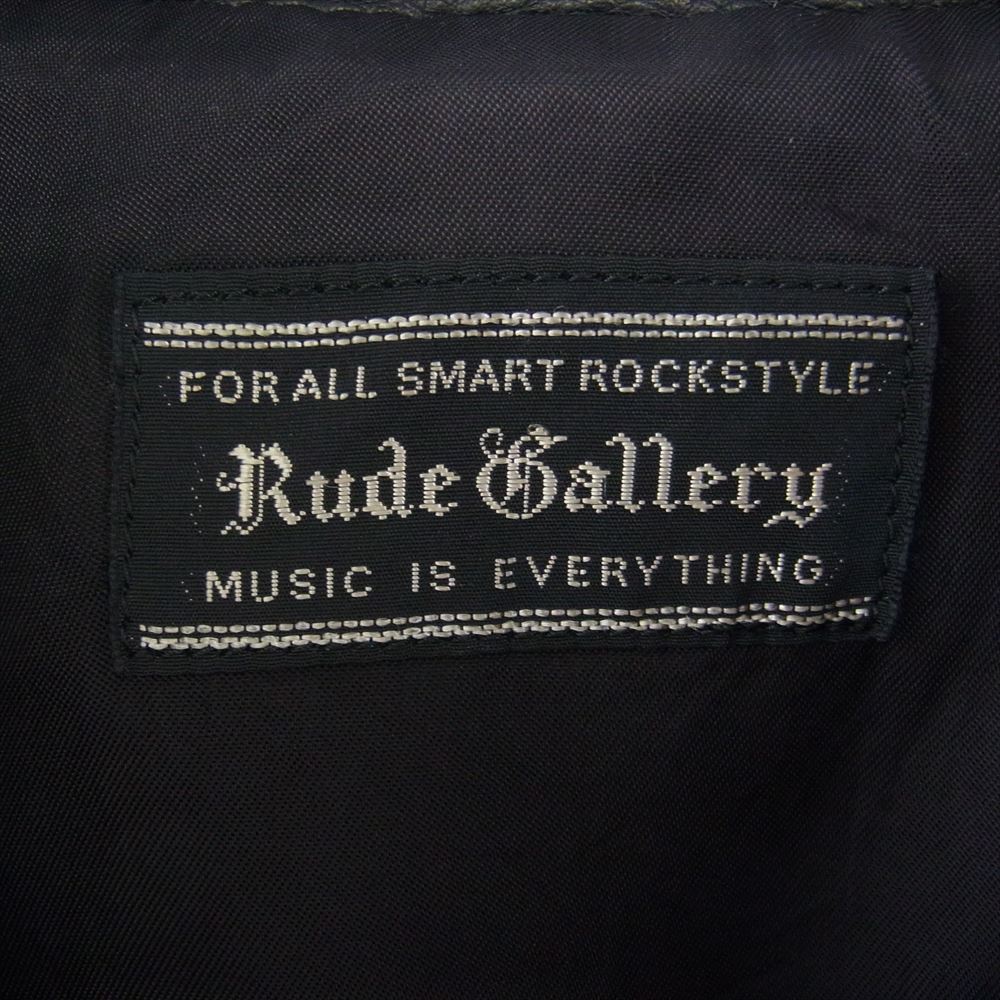 FOR ALL SMART ROCKSTYLE
Rude Gallery
MUSIC IS EVERYTHING